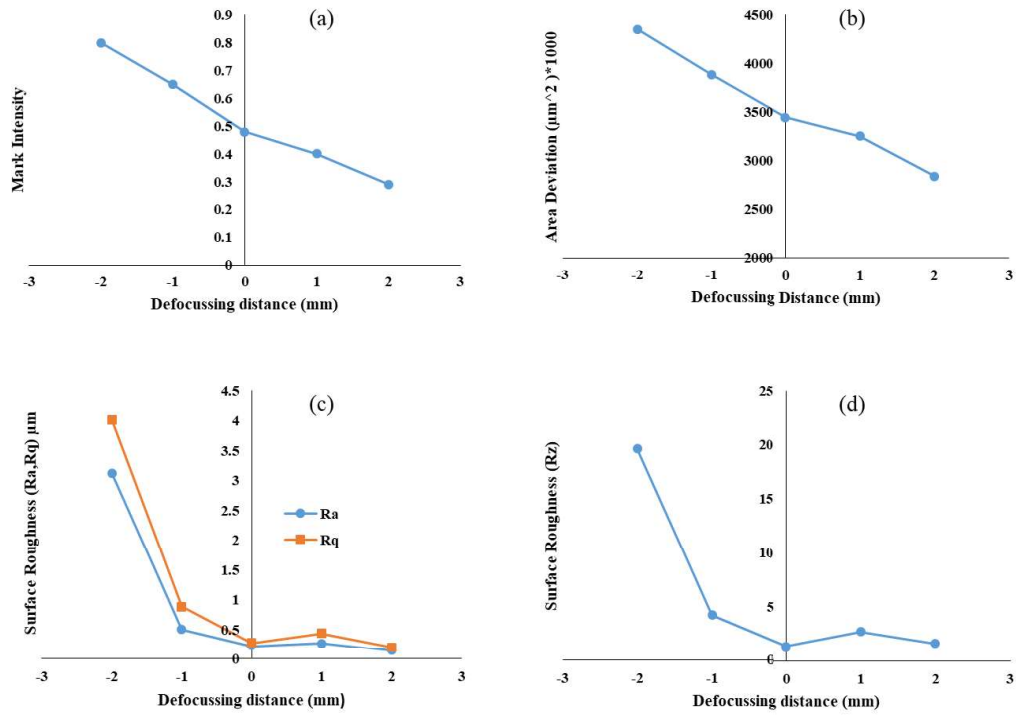 (a)
Mark Intensity
0.9
0.8
0.7
0.6
0.5
0.4
0.3
0.2
0.1
0
-3 -2 -1 0 1 2 3
Defocussing distance (mm)
(b)
Area Deviation (µm^2 )*1000
4500
4000
3500
3000
2500
2000
-3 -2 -1 0 1 2 3
Defocussing Distance (mm)
(c)
Surface Roughness (Ra,Rq) µm
4.5
4
3.5
3
2.5
2
1.5
1
0.5
0
Ra
Rq
-3 -2 -1 0 1 2 3
Defocussing distance (mm)
(d)
Surface Roughness (Rz)
25
20
15
10
5
0
-3 -2 -1 0 1 2 3
Defocussing distance (mm)